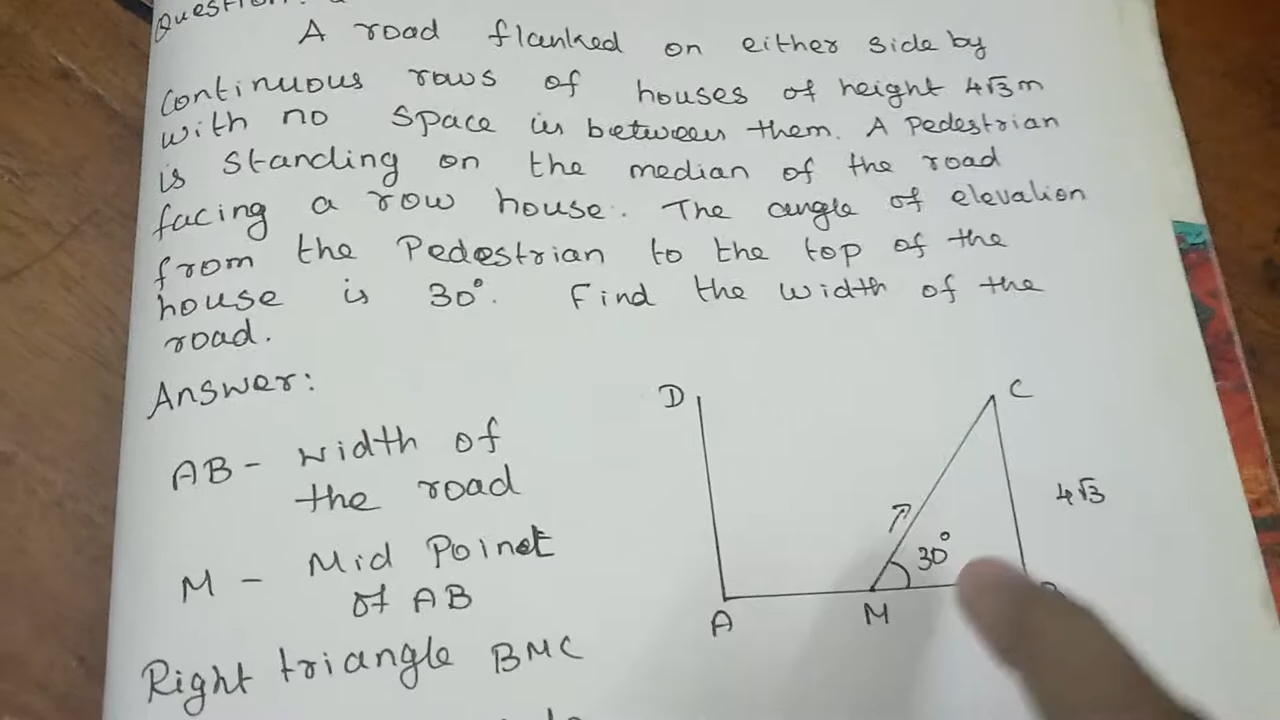 Question:
A road flanked on either side by
continuous rows of houses of height 4√3m
with no space in between them. A Pedestrian
is standing on the median of the road
facing a row house. The angle of elevation
from the Pedestrian to the top of the
house is 30°. Find the width of the
road.
Answer:
AB - width of
the road
M - Mid Poinet
of AB
Right triangle BMC
D
C
4√3
30°
A
M